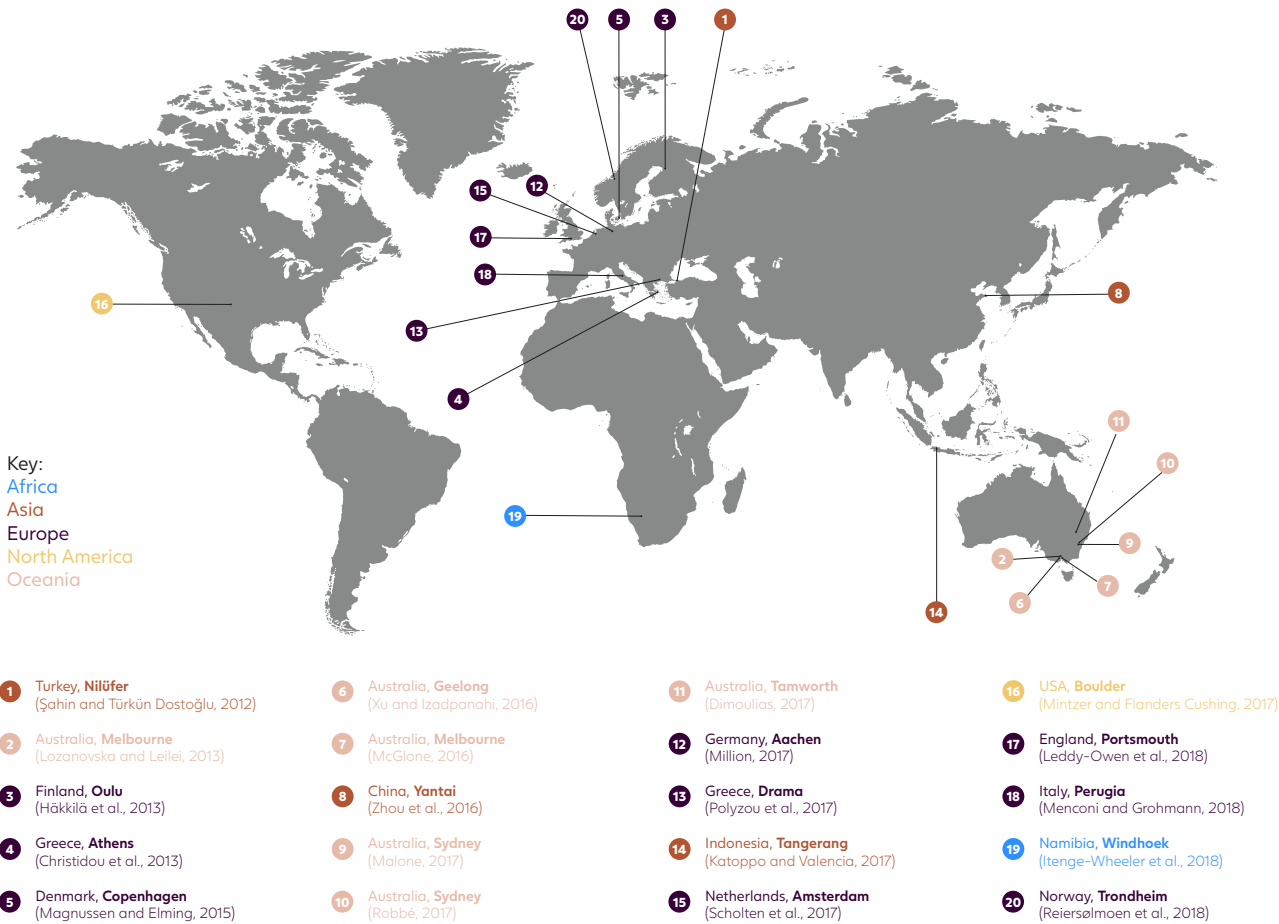 20
5
3
1
15
12
17
18
16
8
13
4
11
10
19
9
2
7
6
14
Key:
Africa
Asia
Europe
North America
Oceania
1 Turkey, Nilüfer
(Şahin and Türkün Dostoğlu, 2012)
2 Australia, Melbourne
(Lozanovska and Leilei, 2013)
3 Finland, Oulu
(Häkkilä et al., 2013)
4 Greece, Athens
(Christidou et al., 2013)
5 Denmark, Copenhagen
(Magnussen and Elming, 2015)
6 Australia, Geelong
(Xu and Izadpanahi, 2016)
7 Australia, Melbourne
(McGlone, 2016)
8 China, Yantai
(Zhou et al., 2016)
9 Australia, Sydney
(Malone, 2017)
10 Australia, Sydney
(Robbé, 2017)
11 Australia, Tamworth
(Dimoulias, 2017)
12 Germany, Aachen
(Million, 2017)
13 Greece, Drama
(Polyzou et al., 2017)
14 Indonesia, Tangerang
(Katoppo and Valencia, 2017)
15 Netherlands, Amsterdam
(Scholten et al., 2017)
16 USA, Boulder
(Mintzer and Flanders Cushing, 2017)
17 England, Portsmouth
(Leddy-Owen et al., 2018)
18 Italy, Perugia
(Menconi and Grohmann, 2018)
19 Namibia, Windhoek
(Itenge-Wheeler et al., 2018)
20 Norway, Trondheim
(Reiersølmoen et al., 2018)